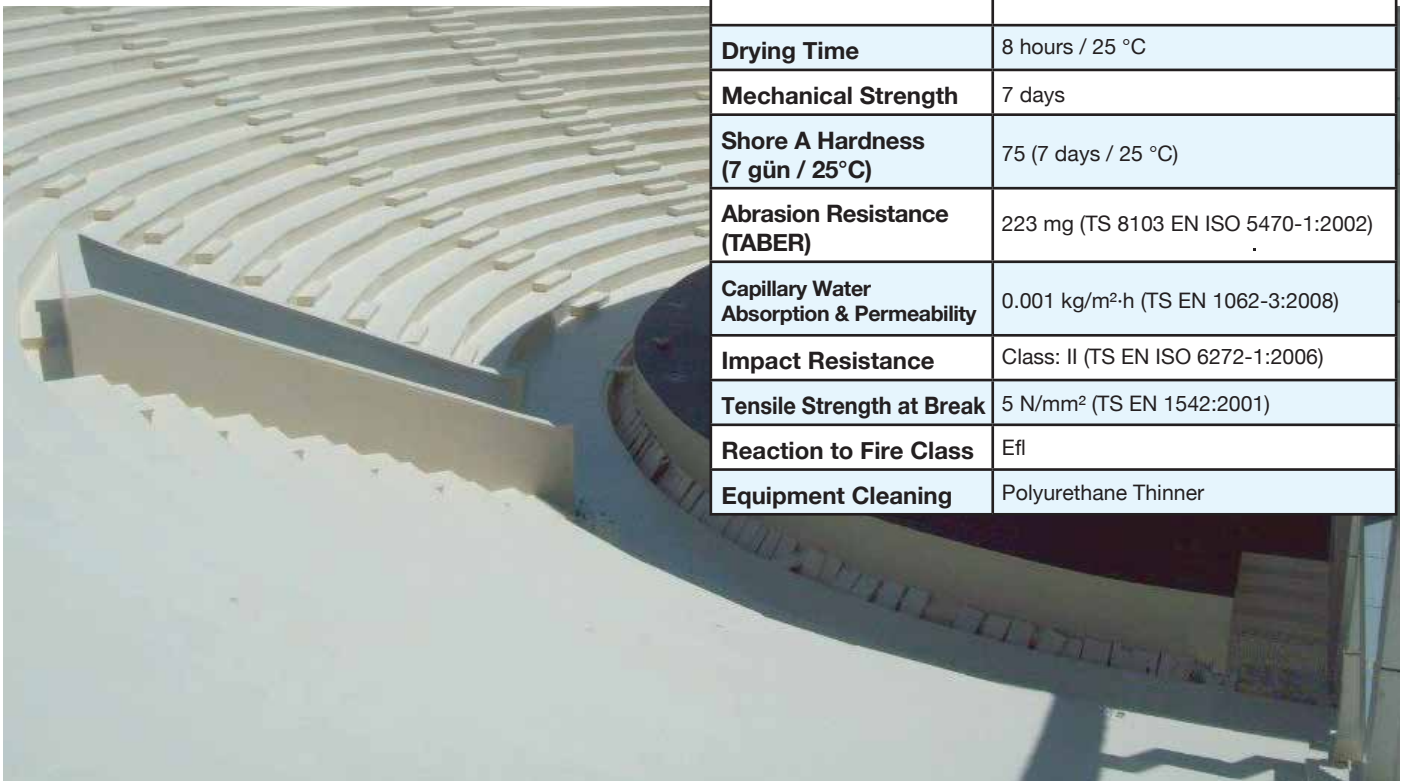 Drying Time 8 hours / 25 °C
Mechanical Strength 7 days
Shore A Hardness
(7 gün / 25°C) 75 (7 days / 25 °C)
Abrasion Resistance
(TABER) 223 mg (TS 8103 EN ISO 5470-1:2002)
.
Capillary Water
Absorption & Permeability 0.001 kg/m²·h (TS EN 1062-3:2008)
Impact Resistance Class: II (TS EN ISO 6272-1:2006)
Tensile Strength at Break 5 N/mm² (TS EN 1542:2001)
Reaction to Fire Class Efl
Equipment Cleaning Polyurethane Thinner